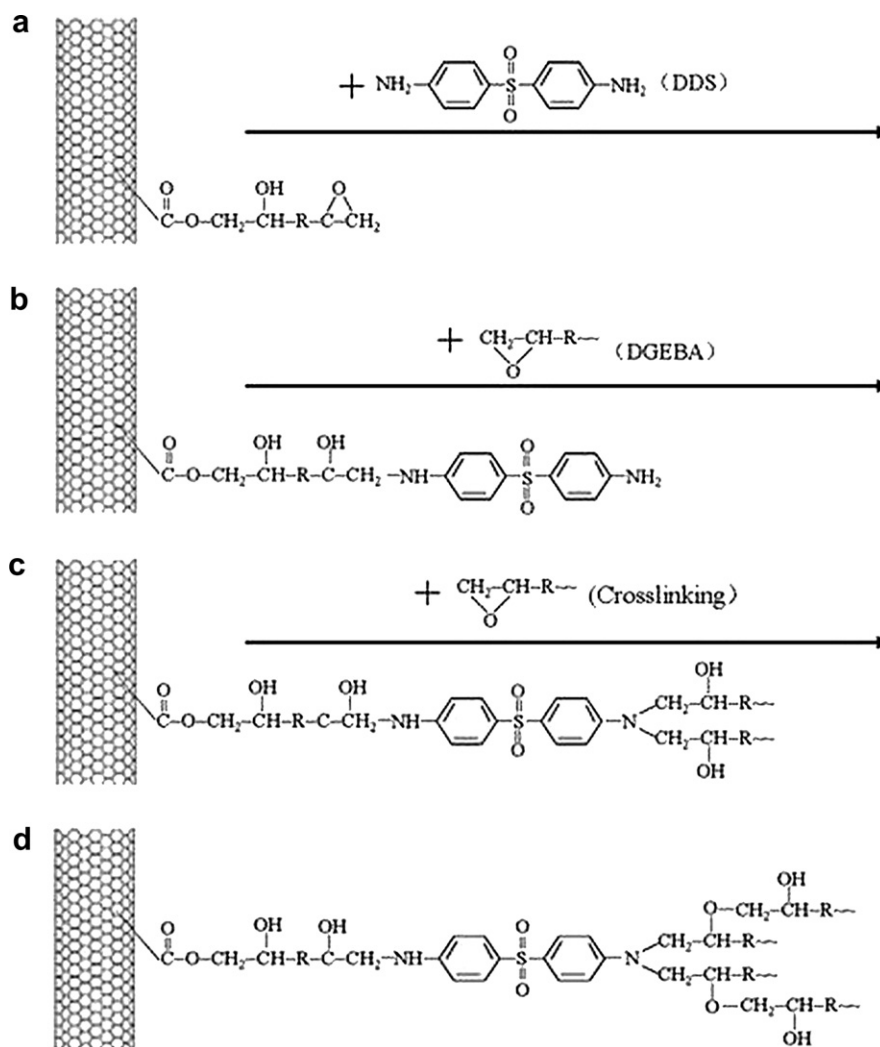 a
+ NH₂ S O O NH₂ (DDS)
O OH O
C-O-CH₂-CH-R-C-CH₂
b
+ CH₂-CH-R~~ (DGEBA)
O
O OH OH O
C-O-CH₂-CH-R-C-CH₂-NH S NH₂
O
c
+ CH₂-CH-R~~ (Crosslinking)
O
OH
O OH OH O CH₂-CH-R~~
C-O-CH₂-CH-R-C-CH₂-NH S N
O CH₂-CH-R~~
OH
d
OH
O-CH₂-CH-R~~
O OH OH O CH₂-CH-R~~
C-O-CH₂-CH-R-C-CH₂-NH S N
O CH₂-CH-R~~
O-CH₂-CH-R~~
OH